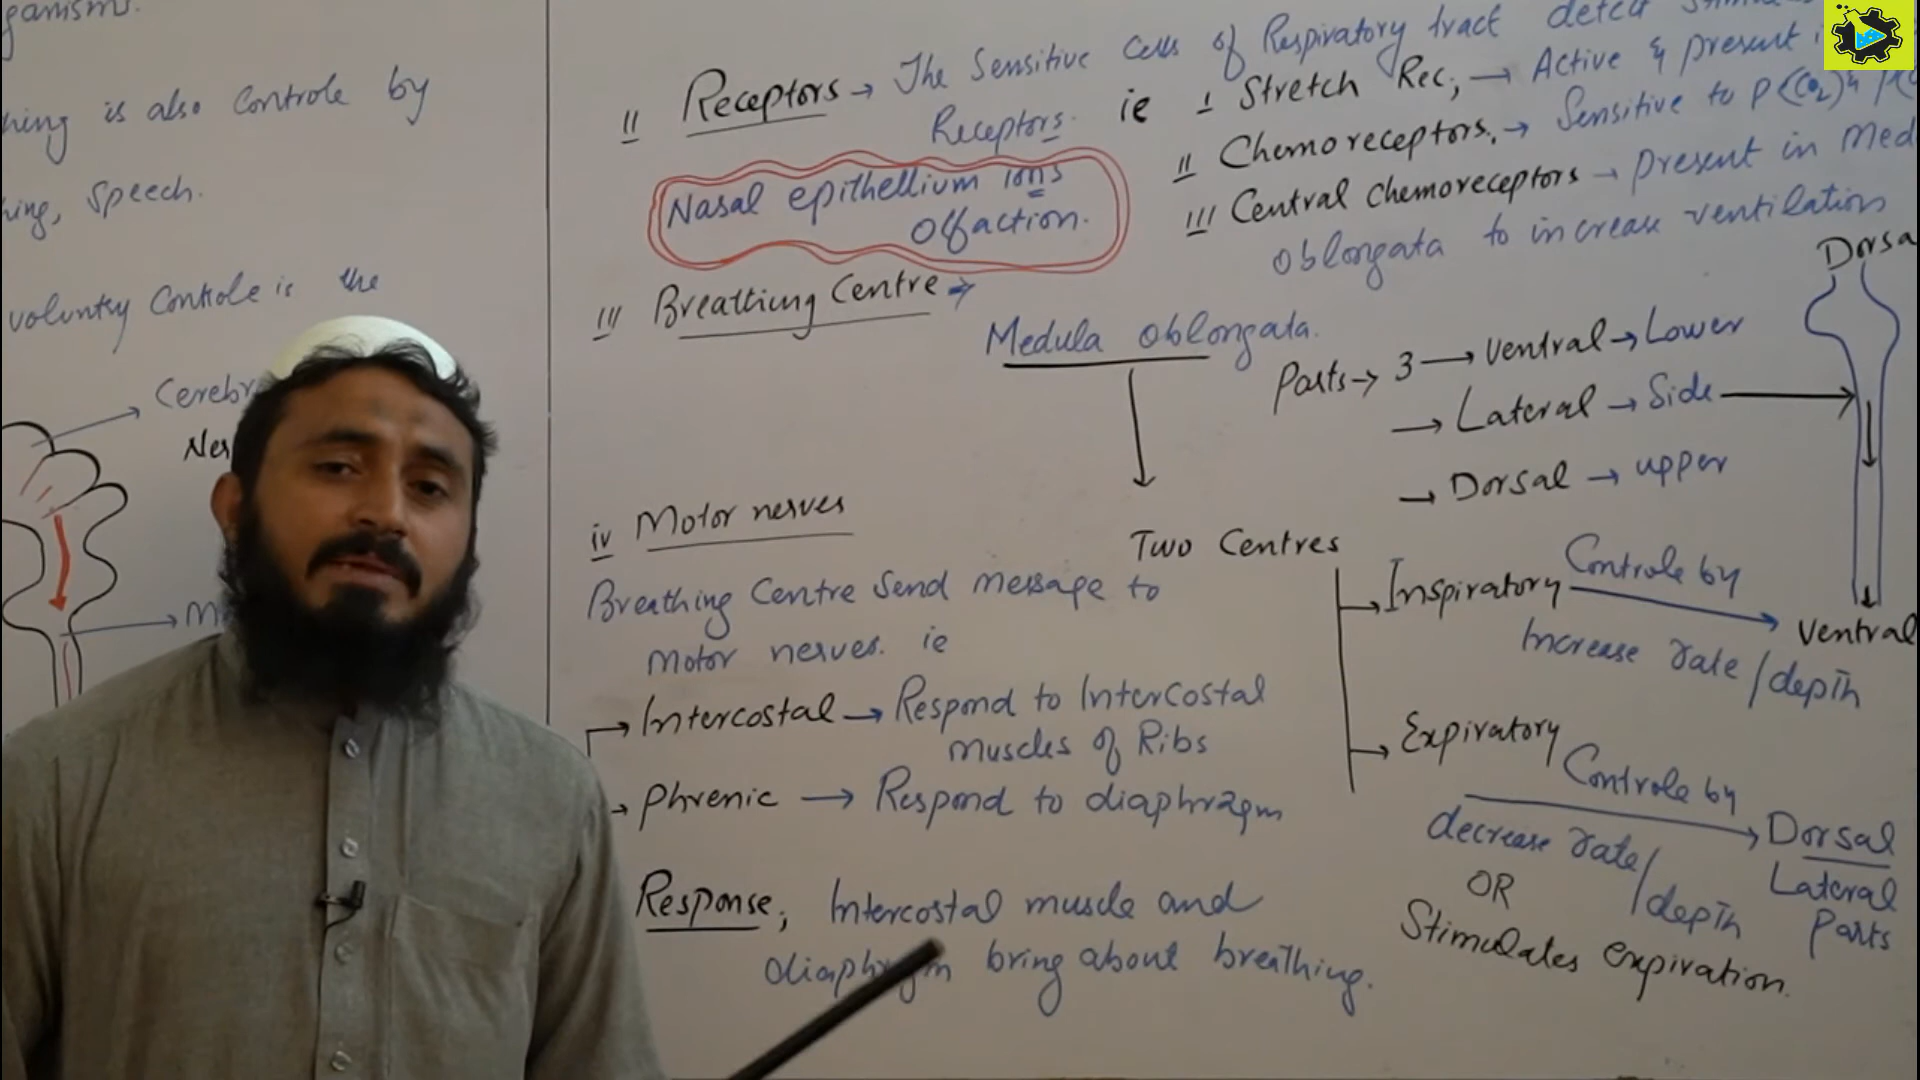 ganism.
hing is also Controle by
hing, Speech.
voluntry Controle is the
Cerebr
Ner
M
II Receptors → The Sensitive Cells of Respiratory tract detect
Receptors. ie
I Stretch Rec; → Active & present
II Chemoreceptors. → Sensitive to P(CO2) &
III Central chemoreceptors → present in Med
oblongata to increase ventilation
Nasal epithellium ions
Olfaction.
III Breathing Centre →
Medula oblongata.
Parts → 3 → Ventral → Lower
→ Lateral → Side
→ Dorsal → upper
Dorsa
Ventral
Two Centres
→ Inspiratory Controle by
Increase rate/depth
→ Expiratory Controle by
decrease rate/depth
OR
Stimulates expiration.
Dorsal
Lateral
Parts
iv Motor nerves
Breathing Centre Send message to
motor nerves. ie
→ Intercostal → Respond to Intercostal
muscles of Ribs
→ Phrenic → Respond to diaphragm
Response; Intercostal muscle and
diaphragm bring about breathing.